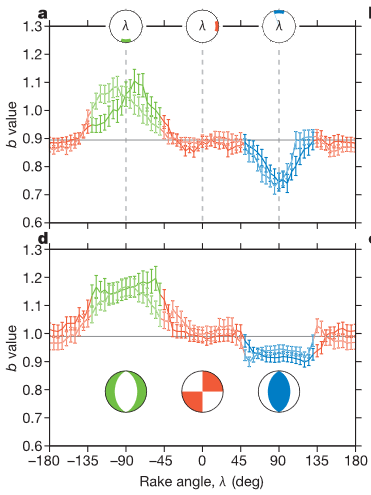 a
b
λ
λ
λ
1.3
1.2
1.1
1.0
0.9
0.8
0.7
0.6
b value
d
e
1.3
1.2
1.1
1.0
0.9
0.8
0.7
0.6
b value
−180 −135 −90 −45 0 45 90 135 180
Rake angle, λ (deg)